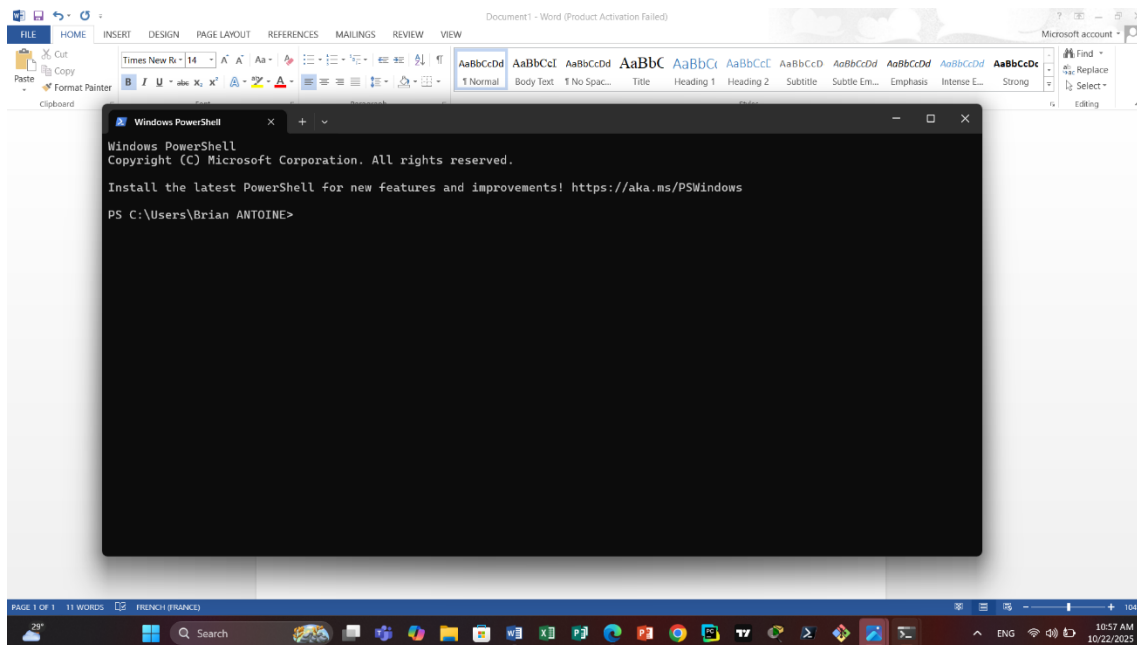 Document1 - Word (Product Activation Failed)
FILE HOME INSERT DESIGN PAGE LAYOUT REFERENCES MAILINGS REVIEW VIEW
Microsoft account
Paste
Cut
Copy
Format Painter
Clipboard
Times New Ro 14
AaBbCcDd AaBbCcI AaBbCcDd AaBbC AaBbC( AaBbCcE AaBbCcD AaBbCcDd AaBbCcDd AaBbCcDd AaBbCcDc
¶ Normal Body Text ¶ No Spac... Title Heading 1 Heading 2 Subtitle Subtle Em... Emphasis Intense E... Strong
Find
Replace
Select
Editing
Windows PowerShell
Windows PowerShell
Copyright (C) Microsoft Corporation. All rights reserved.
Install the latest PowerShell for new features and improvements! https://aka.ms/PSWindows
PS C:\Users\Brian ANTOINE>
PAGE 1 OF 1 11 WORDS FRENCH (FRANCE)
104
29°
Search
ENG
10:57 AM
10/22/2025